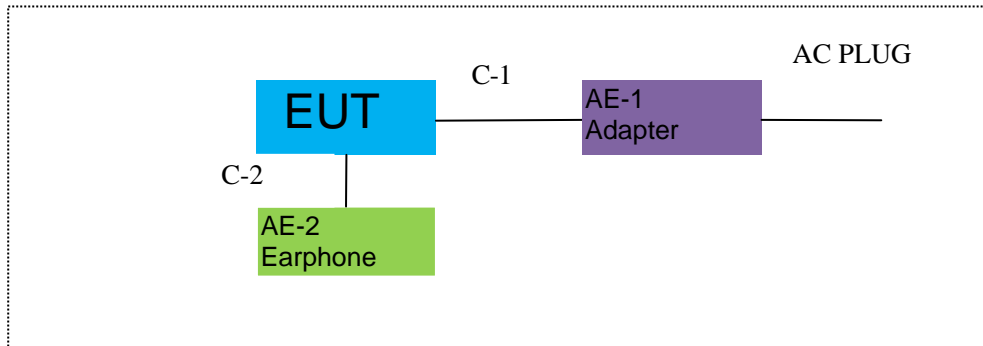 AC PLUG
C-1
EUT
AE-1
Adapter
C-2
AE-2
Earphone